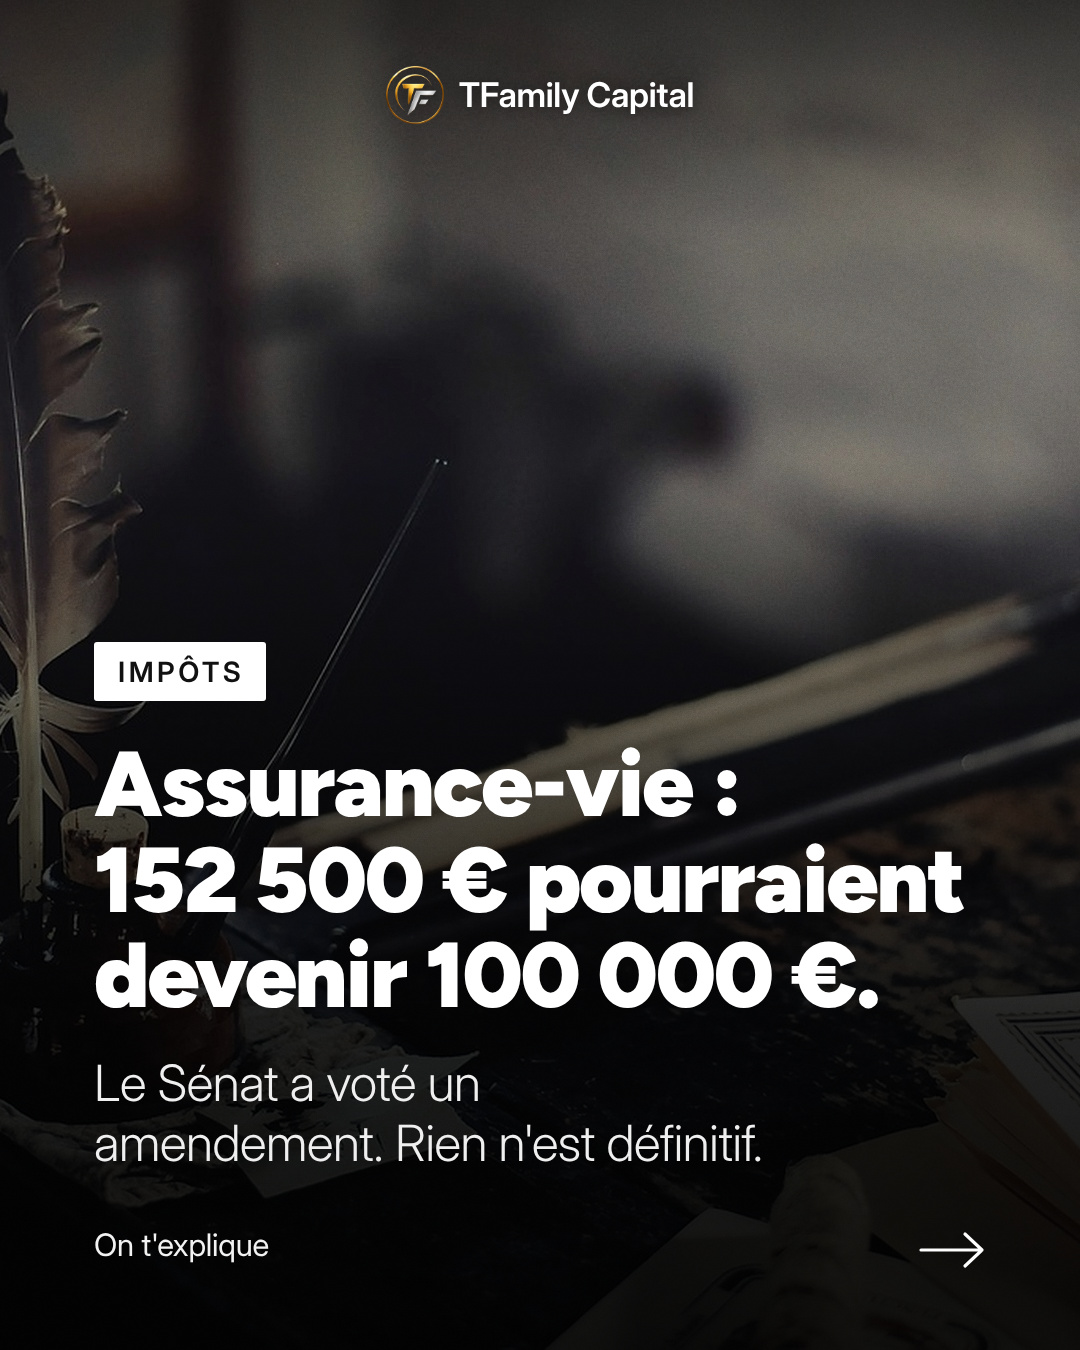 TF TFamily Capital
IMPÔTS
Assurance-vie :
152 500 € pourraient
devenir 100 000 €.
Le Sénat a voté un
amendement. Rien n'est définitif.
On t'explique